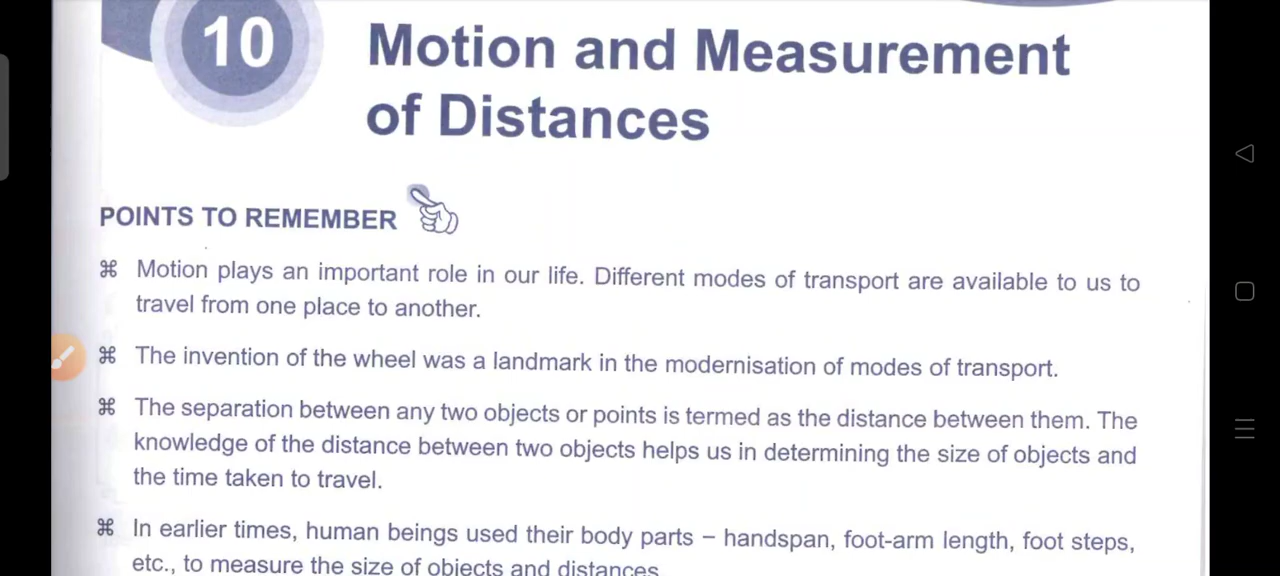 10
Motion and Measurement
of Distances
POINTS TO REMEMBER
⌘ Motion plays an important role in our life. Different modes of transport are available to us to
travel from one place to another.
⌘ The invention of the wheel was a landmark in the modernisation of modes of transport.
⌘ The separation between any two objects or points is termed as the distance between them. The
knowledge of the distance between two objects helps us in determining the size of objects and
the time taken to travel.
⌘ In earlier times, human beings used their body parts – handspan, foot-arm length, foot steps,
etc., to measure the size of objects and distances.